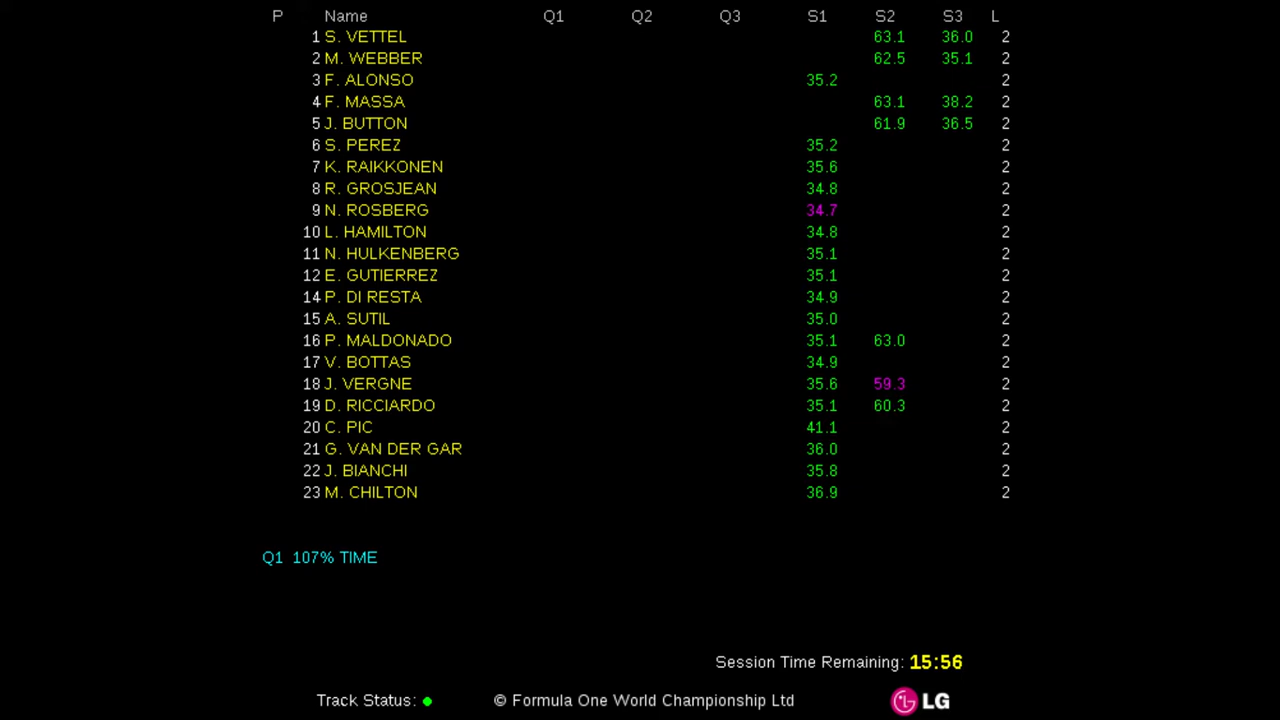 P Name Q1 Q2 Q3 S1 S2 S3 L
1 S. VETTEL 63.1 36.0 2
2 M. WEBBER 62.5 35.1 2
3 F. ALONSO 35.2 2
4 F. MASSA 63.1 38.2 2
5 J. BUTTON 61.9 36.5 2
6 S. PEREZ 35.2 2
7 K. RAIKKONEN 35.6 2
8 R. GROSJEAN 34.8 2
9 N. ROSBERG 34.7 2
10 L. HAMILTON 34.8 2
11 N. HULKENBERG 35.1 2
12 E. GUTIERREZ 35.1 2
14 P. DI RESTA 34.9 2
15 A. SUTIL 35.0 2
16 P. MALDONADO 35.1 63.0 2
17 V. BOTTAS 34.9 2
18 J. VERGNE 35.6 59.3 2
19 D. RICCIARDO 35.1 60.3 2
20 C. PIC 41.1 2
21 G. VAN DER GAR 36.0 2
22 J. BIANCHI 35.8 2
23 M. CHILTON 36.9 2
Q1 107% TIME
Session Time Remaining: 15:56
Track Status: © Formula One World Championship Ltd LG